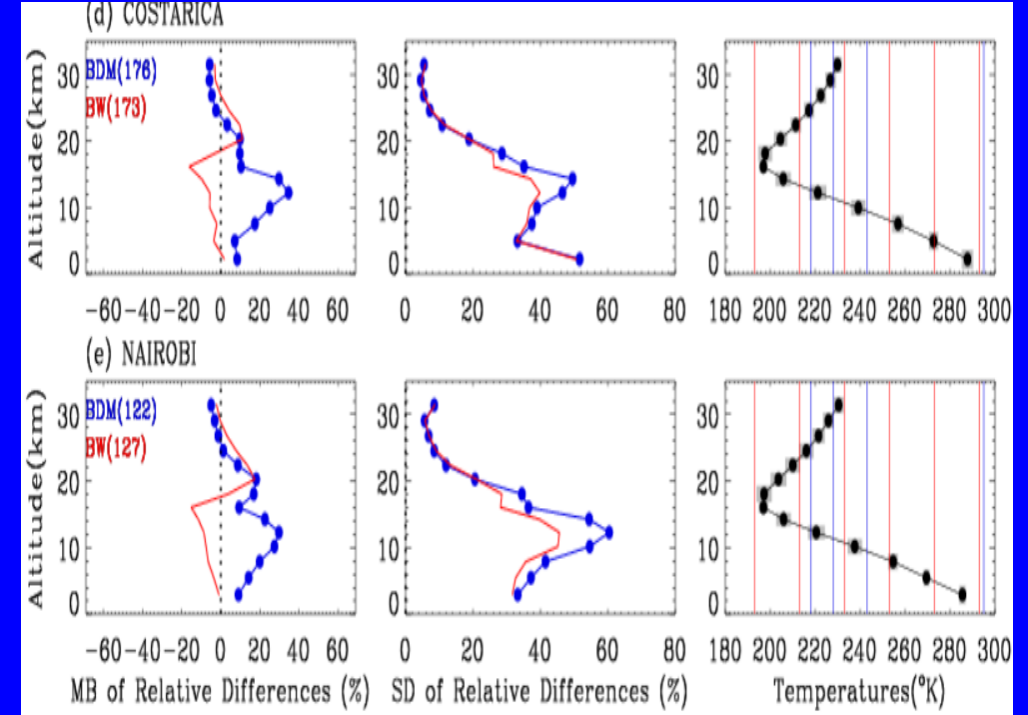 (d) COSTARICA
Altitude(km)
30
20
10
0
BDM(176)
BW(173)
-60 -40 -20 0 20 40 60
30
20
10
0
0 20 40 60 80
30
20
10
0
180 200 220 240 260 280 300
(e) NAIROBI
Altitude(km)
30
20
10
0
BDM(122)
BW(127)
-60 -40 -20 0 20 40 60
MB of Relative Differences (%)
30
20
10
0
0 20 40 60 80
SD of Relative Differences (%)
30
20
10
0
180 200 220 240 260 280 300
Temperatures(°K)